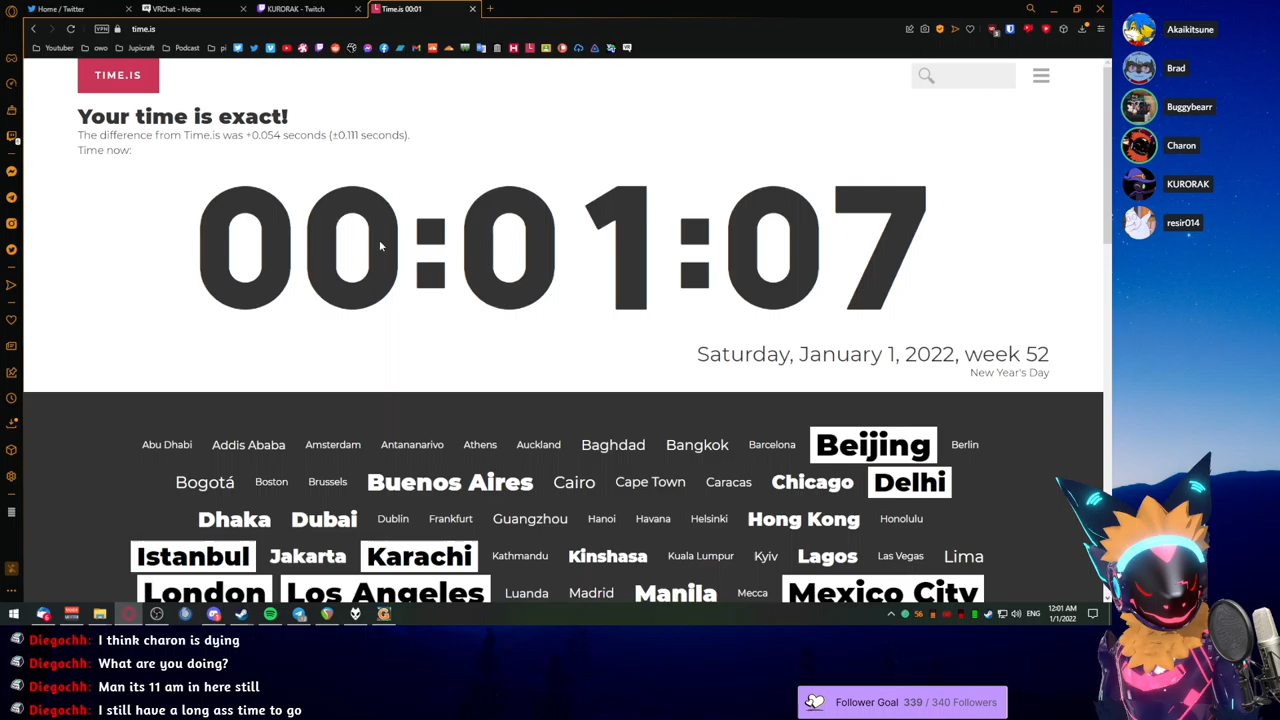 Home / Twitter
VRChat - Home
KURORAK - Twitch
Time.is 00:01
VPN
time.is
Youtuber
owo
Jupicraft
Podcast
pi
TIME.IS
Your time is exact!
The difference from Time.is was +0.054 seconds (±0.111 seconds).
Time now:
00:01:07
Saturday, January 1, 2022, week 52
New Year's Day
Abu Dhabi Addis Ababa Amsterdam Antananarivo Athens Auckland Baghdad Bangkok Barcelona Beijing Berlin
Bogotá Boston Brussels Buenos Aires Cairo Cape Town Caracas Chicago Delhi
Dhaka Dubai Dublin Frankfurt Guangzhou Hanoi Havana Helsinki Hong Kong Honolulu
Istanbul Jakarta Karachi Kathmandu Kinshasa Kuala Lumpur Kyiv Lagos Las Vegas Lima
London Los Angeles Luanda Madrid Manila Mecca Mexico City
56
ENG
12:01 AM
1/1/2022
Akaikitsune
Brad
Buggybearr
Charon
KURORAK
resir014
Diegochh: I think charon is dying
Diegochh: What are you doing?
Diegochh: Man its 11 am in here still
Diegochh: I still have a long ass time to go
Follower Goal 339 / 340 Followers